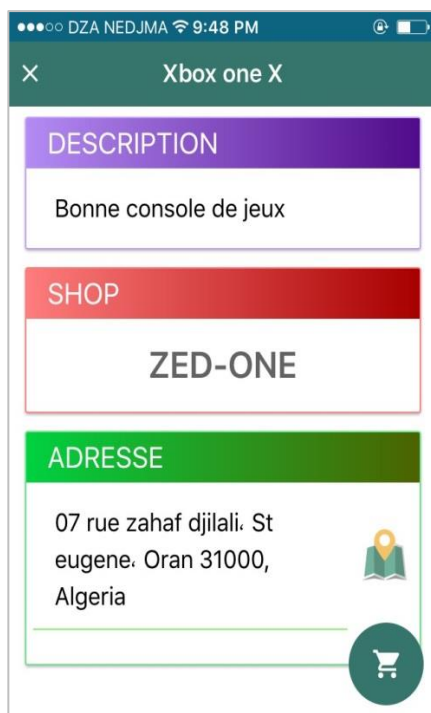 DZA NEDJMA 9:48 PM
Xbox one X
DESCRIPTION
Bonne console de jeux
SHOP
ZED-ONE
ADRESSE
07 rue zahaf djilali، St
eugene، Oran 31000,
Algeria